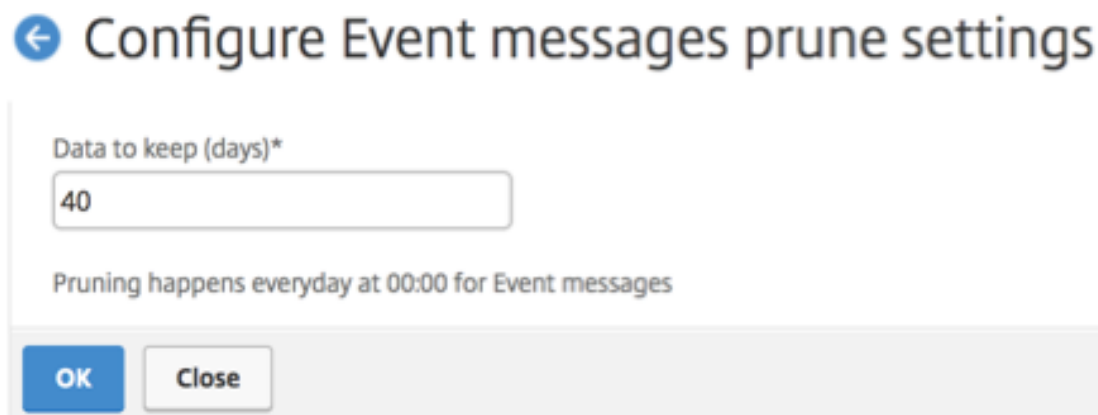 Configure Event messages prune settings
Data to keep (days)*
40
Pruning happens everyday at 00:00 for Event messages
OK
Close